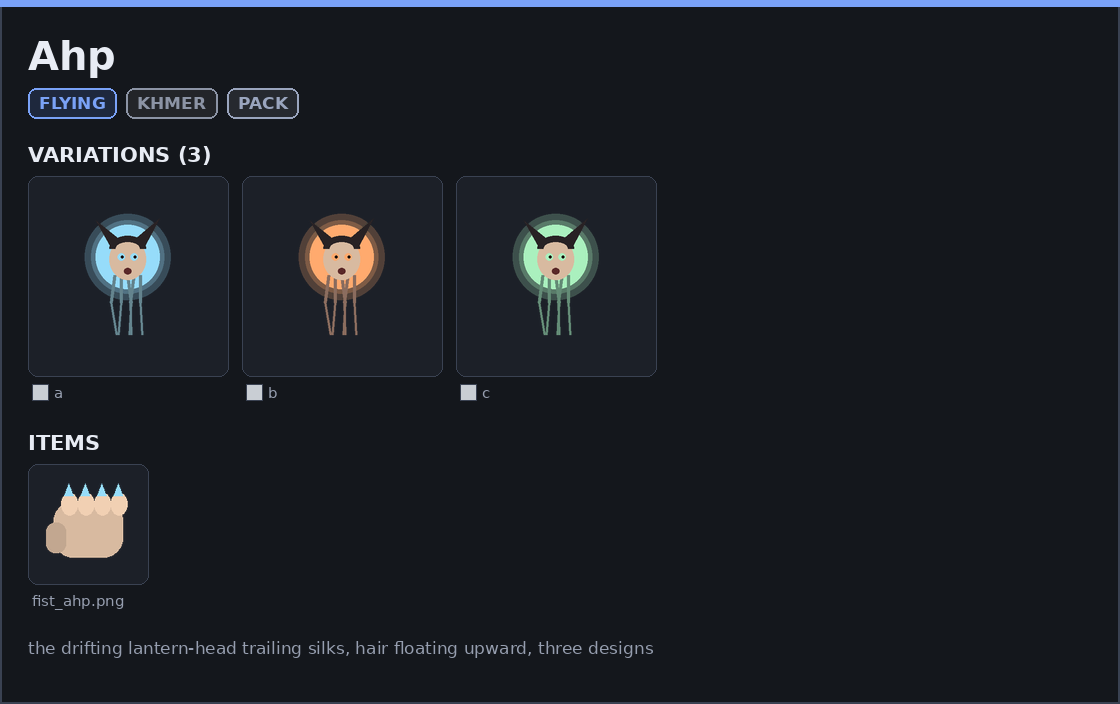 Ahp
FLYING KHMER PACK
VARIATIONS (3)
a b c
ITEMS
fist_ahp.png
the drifting lantern-head trailing silks, hair floating upward, three designs